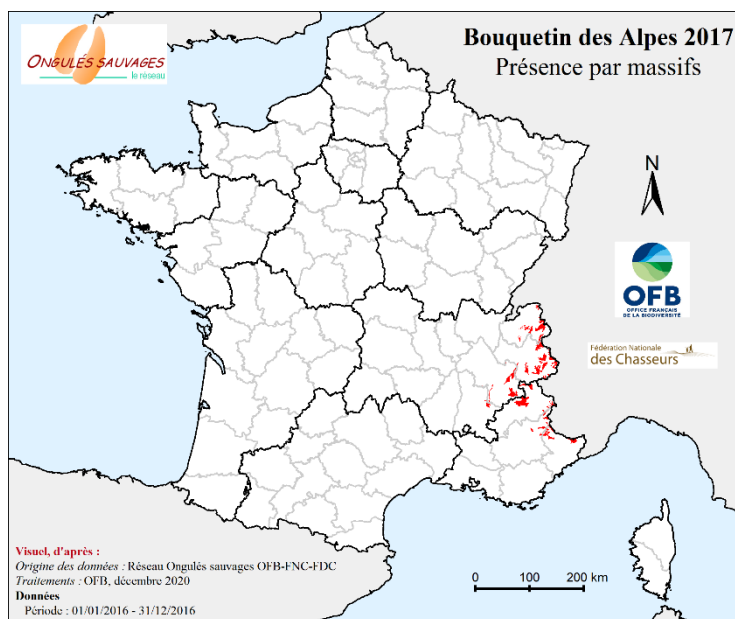 ONGULÉS SAUVAGES
le réseau
Bouquetin des Alpes 2017
Présence par massifs
N
OFB
OFFICE FRANÇAIS
DE LA BIODIVERSITÉ
Fédération Nationale
des Chasseurs
Visuel, d'après :
Origine des données : Réseau Ongulés sauvages OFB-FNC-FDC
Traitements : OFB, décembre 2020
Données
Période : 01/01/2016 - 31/12/2016
0 100 200 km